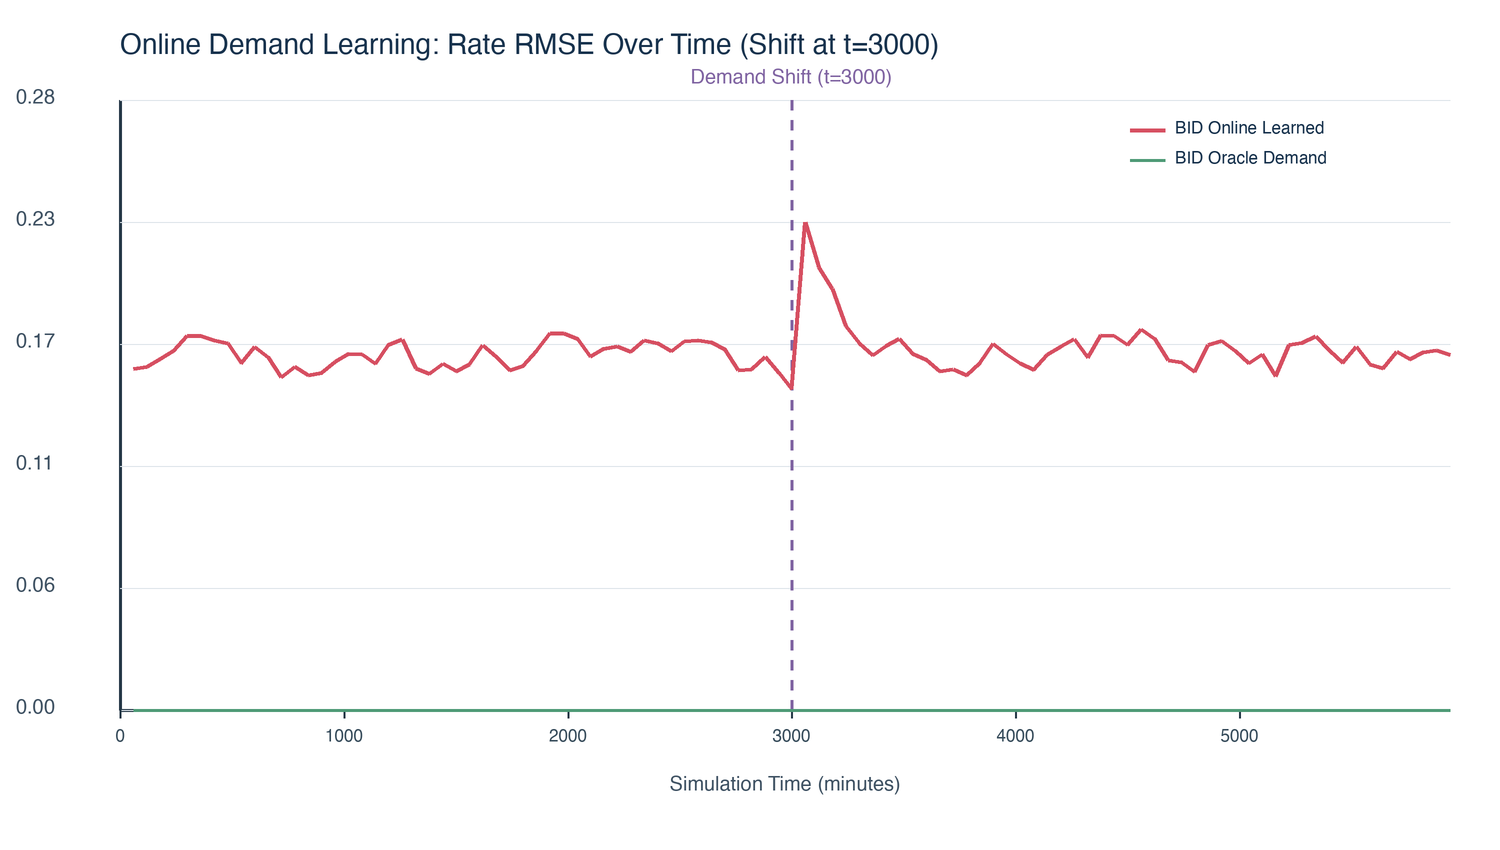 Online Demand Learning: Rate RMSE Over Time (Shift at t=3000)
Demand Shift (t=3000)
0.28
BID Online Learned
BID Oracle Demand
0.23
0.17
0.11
0.06
0.00
0 1000 2000 3000 4000 5000
Simulation Time (minutes)